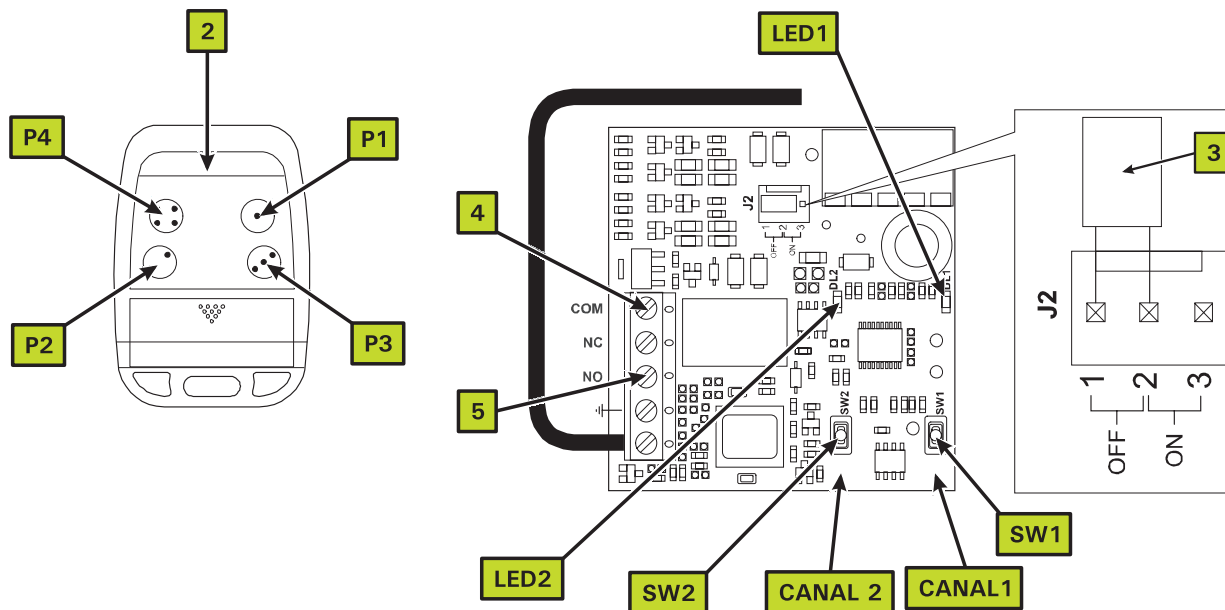 2
LED1
P4
P1
3
4
J2
1
2
3
OFF
ON
DL2
DL1
COM
NC
NO
J2
1
2
3
OFF
ON
P2
P3
5
SW2
SW1
SW1
LED2
SW2
CANAL 2
CANAL1